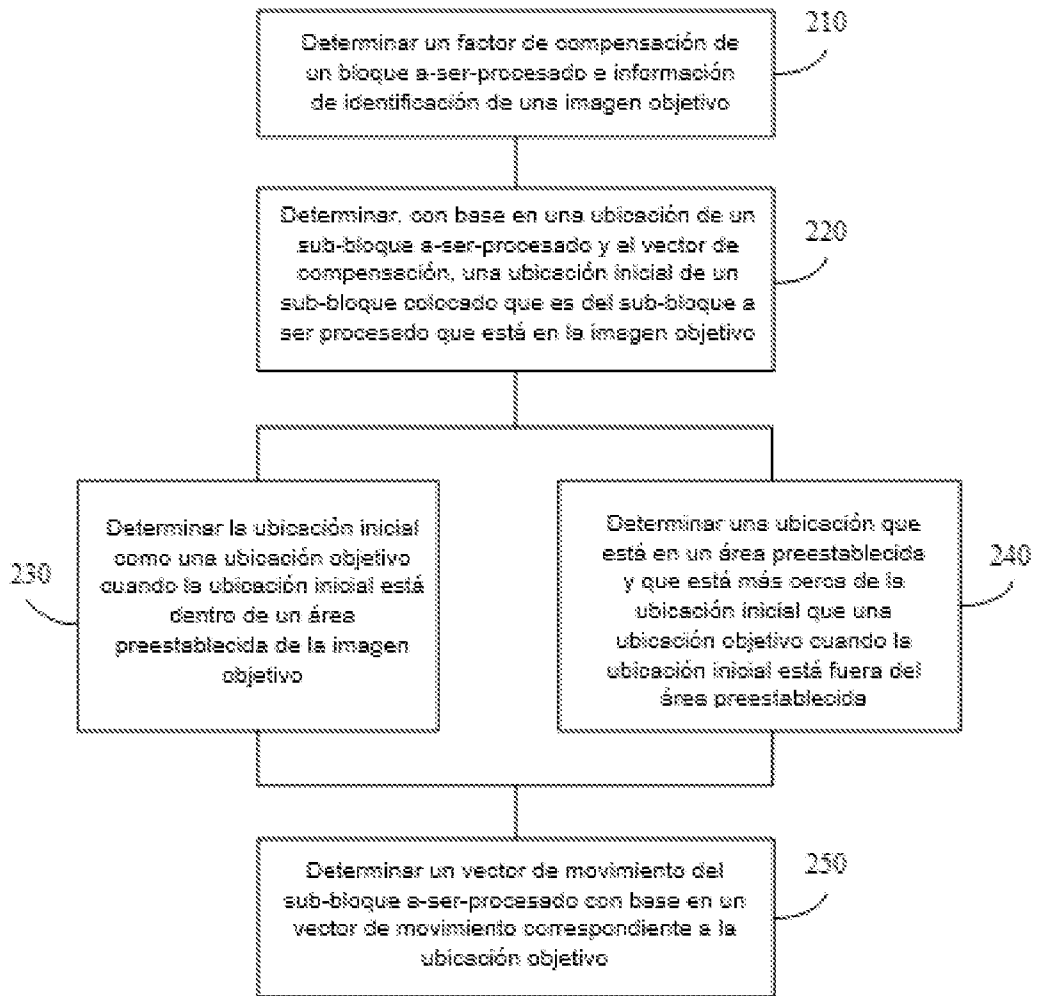 Determinar un factor de compensación de
un bloque a-ser-procesado e información
de identificación de una imagen objetivo
210
Determinar, con base en una ubicación de un
sub-bloque a-ser-procesado y el vector de
compensación, una ubicación inicial de un
sub-bloque colocado que es del sub-bloque a
ser procesado que está en la imagen objetivo
220
Determinar la ubicación inicial
como una ubicación objetivo
cuando la ubicación inicial está
dentro de un área
preestablecida de la imagen
objetivo
230
Determinar una ubicación que
está en un área preestablecida
y que está más cerca de la
ubicación inicial que una
ubicación objetivo cuando la
ubicación inicial está fuera del
área preestablecida
240
Determinar un vector de movimiento del
sub-bloque a-ser-procesado con base en un
vector de movimiento correspondiente a la
ubicación objetivo
250